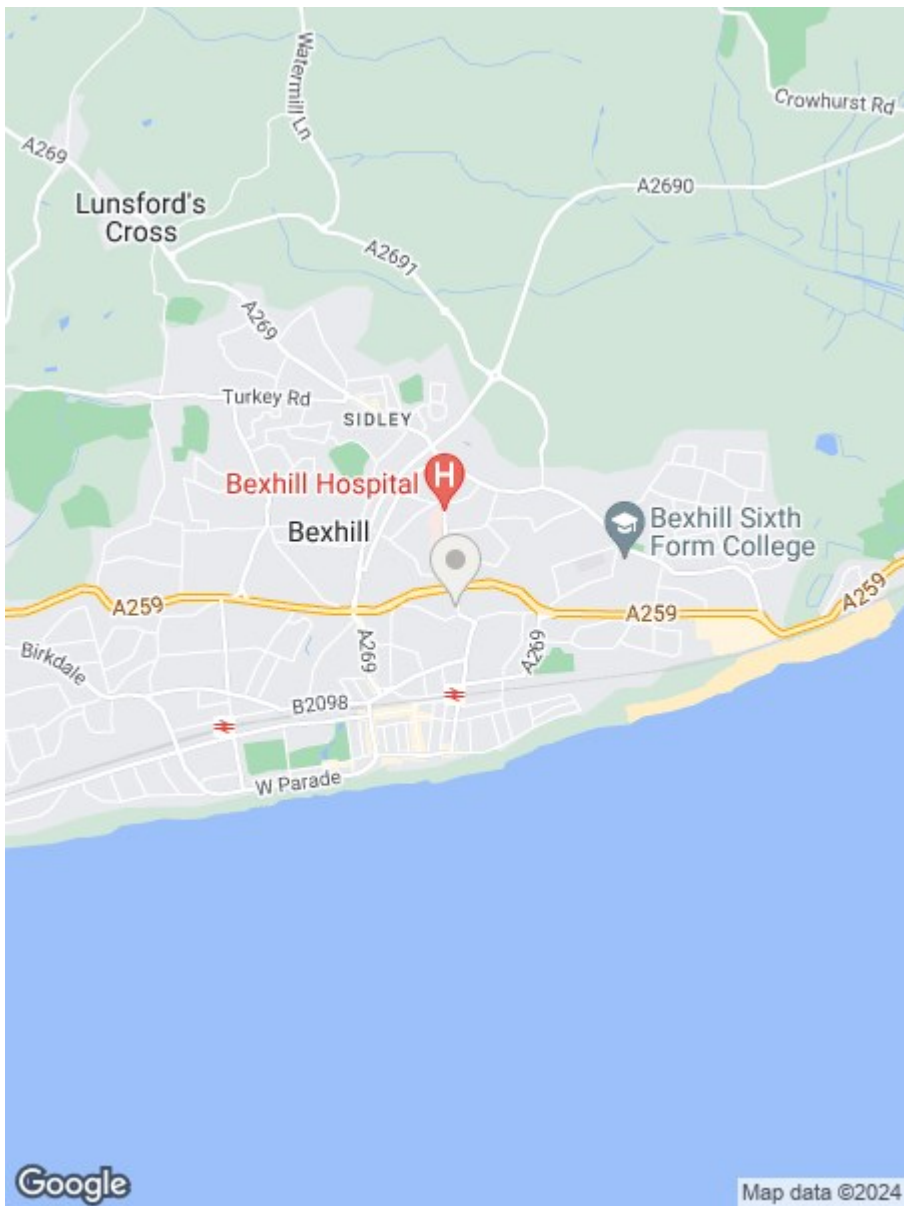 Watermill Ln
Crowhurst Rd
A269
A2690
Lunsford's
Cross
A2691
A269
Turkey Rd
SIDLEY
Bexhill Hospital
H
Bexhill
Bexhill Sixth
Form College
A259
A259
A259
Birkdale
A269
A269
B2098
W Parade
Google
Map data ©2024